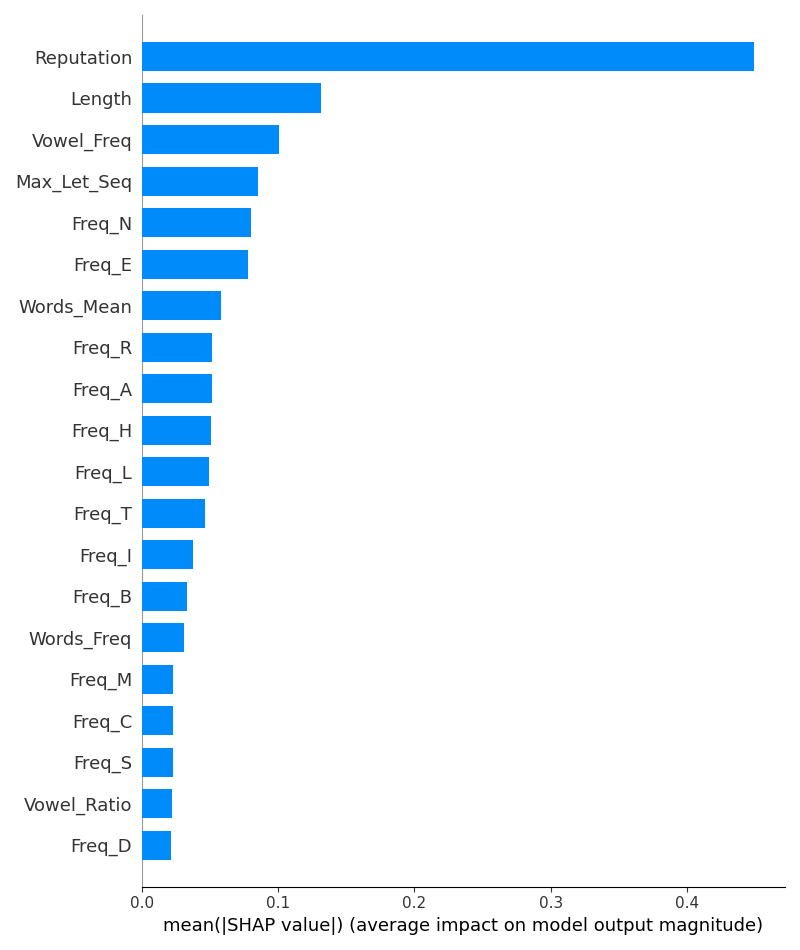 Reputation
Length
Vowel_Freq
Max_Let_Seq
Freq_N
Freq_E
Words_Mean
Freq_R
Freq_A
Freq_H
Freq_L
Freq_T
Freq_I
Freq_B
Words_Freq
Freq_M
Freq_C
Freq_S
Vowel_Ratio
Freq_D
0.0 0.1 0.2 0.3 0.4
mean(|SHAP value|) (average impact on model output magnitude)